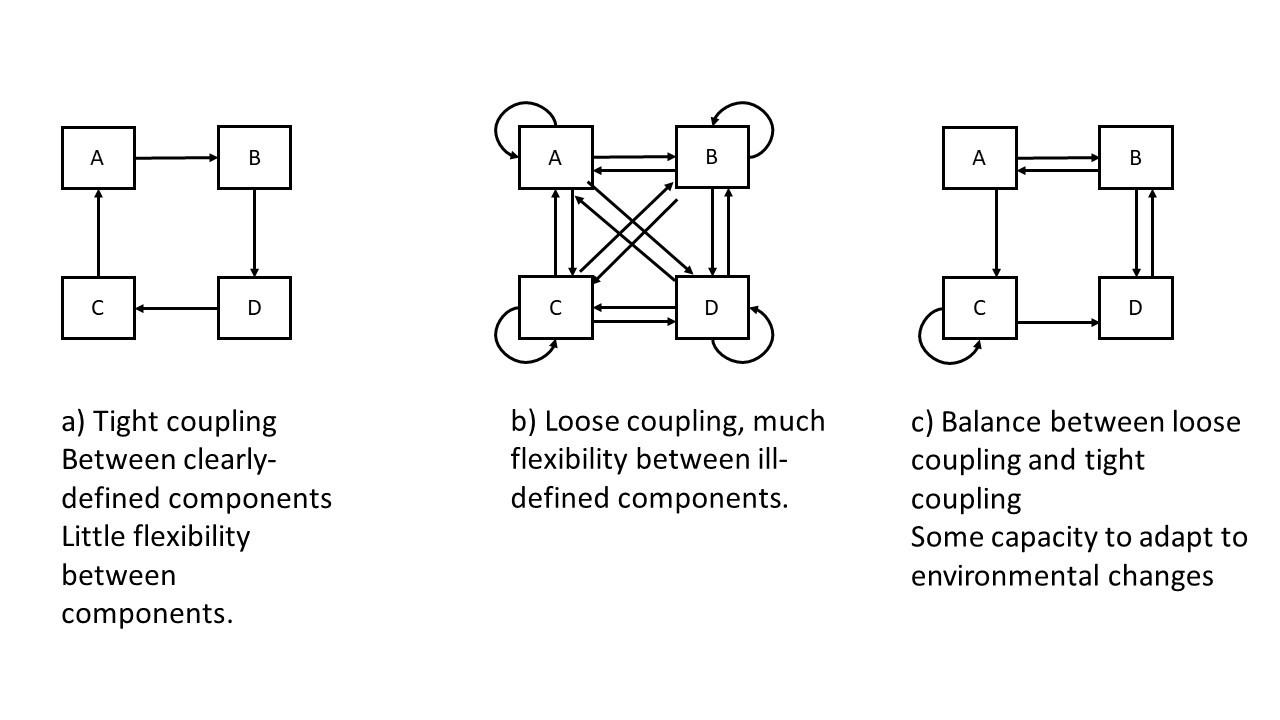 A
B
C
D
a) Tight coupling
Between clearly-
defined components
Little flexibility
between
components.
A
B
C
D
b) Loose coupling, much
flexibility between ill-
defined components.
A
B
C
D
c) Balance between loose
coupling and tight
coupling
Some capacity to adapt to
environmental changes